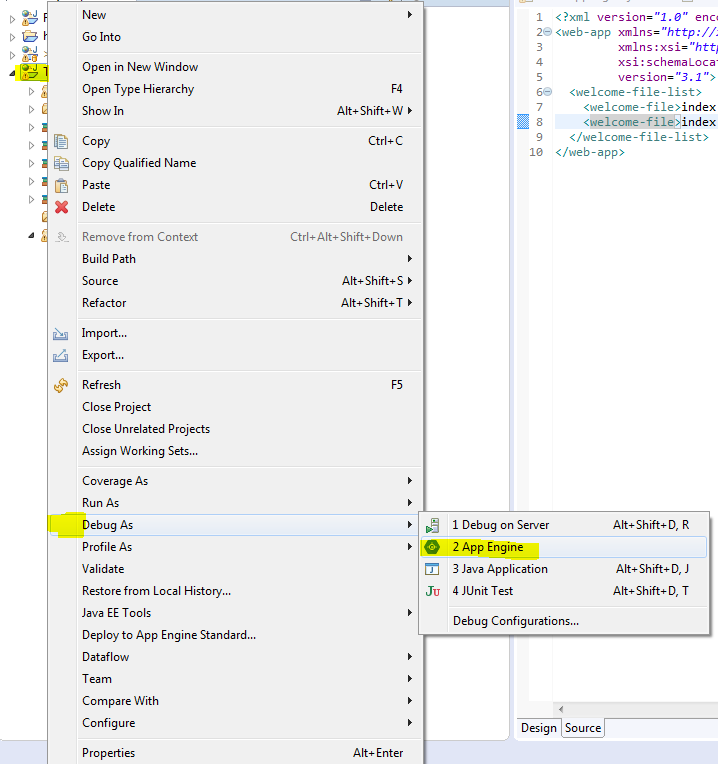 New
Go Into
Open in New Window
Open Type Hierarchy F4
Show In Alt+Shift+W
Copy Ctrl+C
Copy Qualified Name
Paste Ctrl+V
Delete Delete
Remove from Context Ctrl+Alt+Shift+Down
Build Path
Source Alt+Shift+S
Refactor Alt+Shift+T
Import...
Export...
Refresh F5
Close Project
Close Unrelated Projects
Assign Working Sets...
Coverage As
Run As
Debug As
Profile As
Validate
Restore from Local History...
Java EE Tools
Deploy to App Engine Standard...
Dataflow
Team
Compare With
Configure
Properties Alt+Enter
1 Debug on Server Alt+Shift+D, R
2 App Engine
3 Java Application Alt+Shift+D, J
4 JUnit Test Alt+Shift+D, T
Debug Configurations...
1 <?xml version="1.0" enco
2 <web-app xmlns="http://
3 xmlns:xsi="http
4 xsi:schemaLocat
5 version="3.1">
6 <welcome-file-list>
7 <welcome-file>index
8 <welcome-file>index
9 </welcome-file-list>
10 </web-app>
Design Source